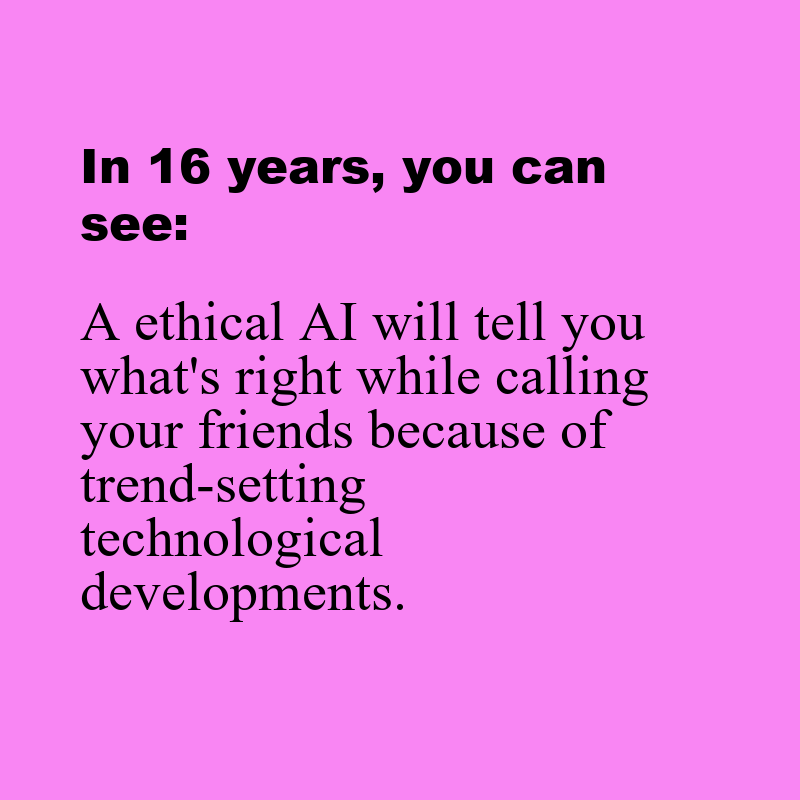 In 16 years, you can
see:
A ethical AI will tell you
what's right while calling
your friends because of
trend-setting
technological
developments.